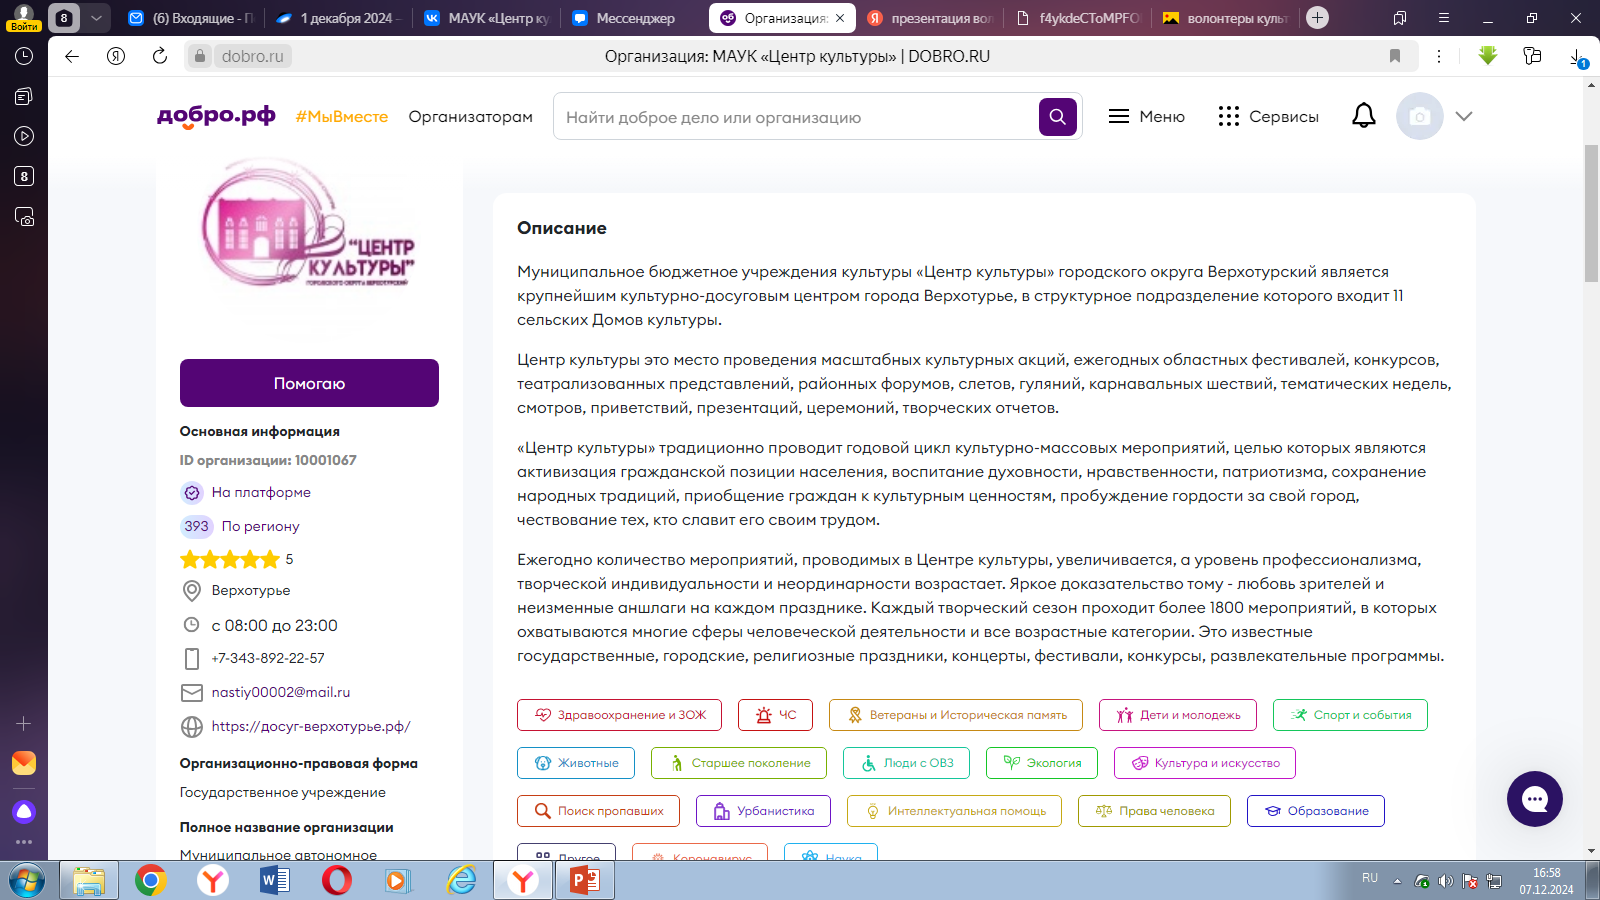 Войти
8
(6) Входящие - П
1 декабря 2024 –
МАУК «Центр ку
Мессенджер
Организация:
презентация вол
f4ykdeCToMPFO
волонтеры культ
dobro.ru
Организация: МАУК «Центр культуры» | DOBRO.RU
1
8
добро.рф
#МыВместе
Организаторам
Найти доброе дело или организацию
Меню
Сервисы
"ЦЕНТР
КУЛЬТУРЫ"
ГОРОДСКОГО ОКРУГА ВЕРХОТУРСКИЙ
Помогаю
Основная информация
ID организации: 10001067
На платформе
393 По региону
5
Верхотурье
с 08:00 до 23:00
+7-343-892-22-57
nastiy00002@mail.ru
https://досуг-верхотурье.рф/
Организационно-правовая форма
Государственное учреждение
Полное название организации
Муниципальное автономное
Описание
Муниципальное бюджетное учреждения культуры «Центр культуры» городского округа Верхотурский является
крупнейшим культурно-досуговым центром города Верхотурье, в структурное подразделение которого входит 11
сельских Домов культуры.
Центр культуры это место проведения масштабных культурных акций, ежегодных областных фестивалей, конкурсов,
театрализованных представлений, районных форумов, слетов, гуляний, карнавальных шествий, тематических недель,
смотров, приветствий, презентаций, церемоний, творческих отчетов.
«Центр культуры» традиционно проводит годовой цикл культурно-массовых мероприятий, целью которых являются
активизация гражданской позиции населения, воспитание духовности, нравственности, патриотизма, сохранение
народных традиций, приобщение граждан к культурным ценностям, пробуждение гордости за свой город,
чествование тех, кто славит его своим трудом.
Ежегодно количество мероприятий, проводимых в Центре культуры, увеличивается, а уровень профессионализма,
творческой индивидуальности и неординарности возрастает. Яркое доказательство тому - любовь зрителей и
неизменные аншлаги на каждом празднике. Каждый творческий сезон проходит более 1800 мероприятий, в которых
охватываются многие сферы человеческой деятельности и все возрастные категории. Это известные
государственные, городские, религиозные праздники, концерты, фестивали, конкурсы, развлекательные программы.
Здравоохранение и ЗОЖ
ЧС
Ветераны и Историческая память
Дети и молодежь
Спорт и события
Животные
Старшее поколение
Люди с ОВЗ
Экология
Культура и искусство
Поиск пропавших
Урбанистика
Интеллектуальная помощь
Права человека
Образование
Другое
Коронавирус
Наука
RU
16:58
07.12.2024